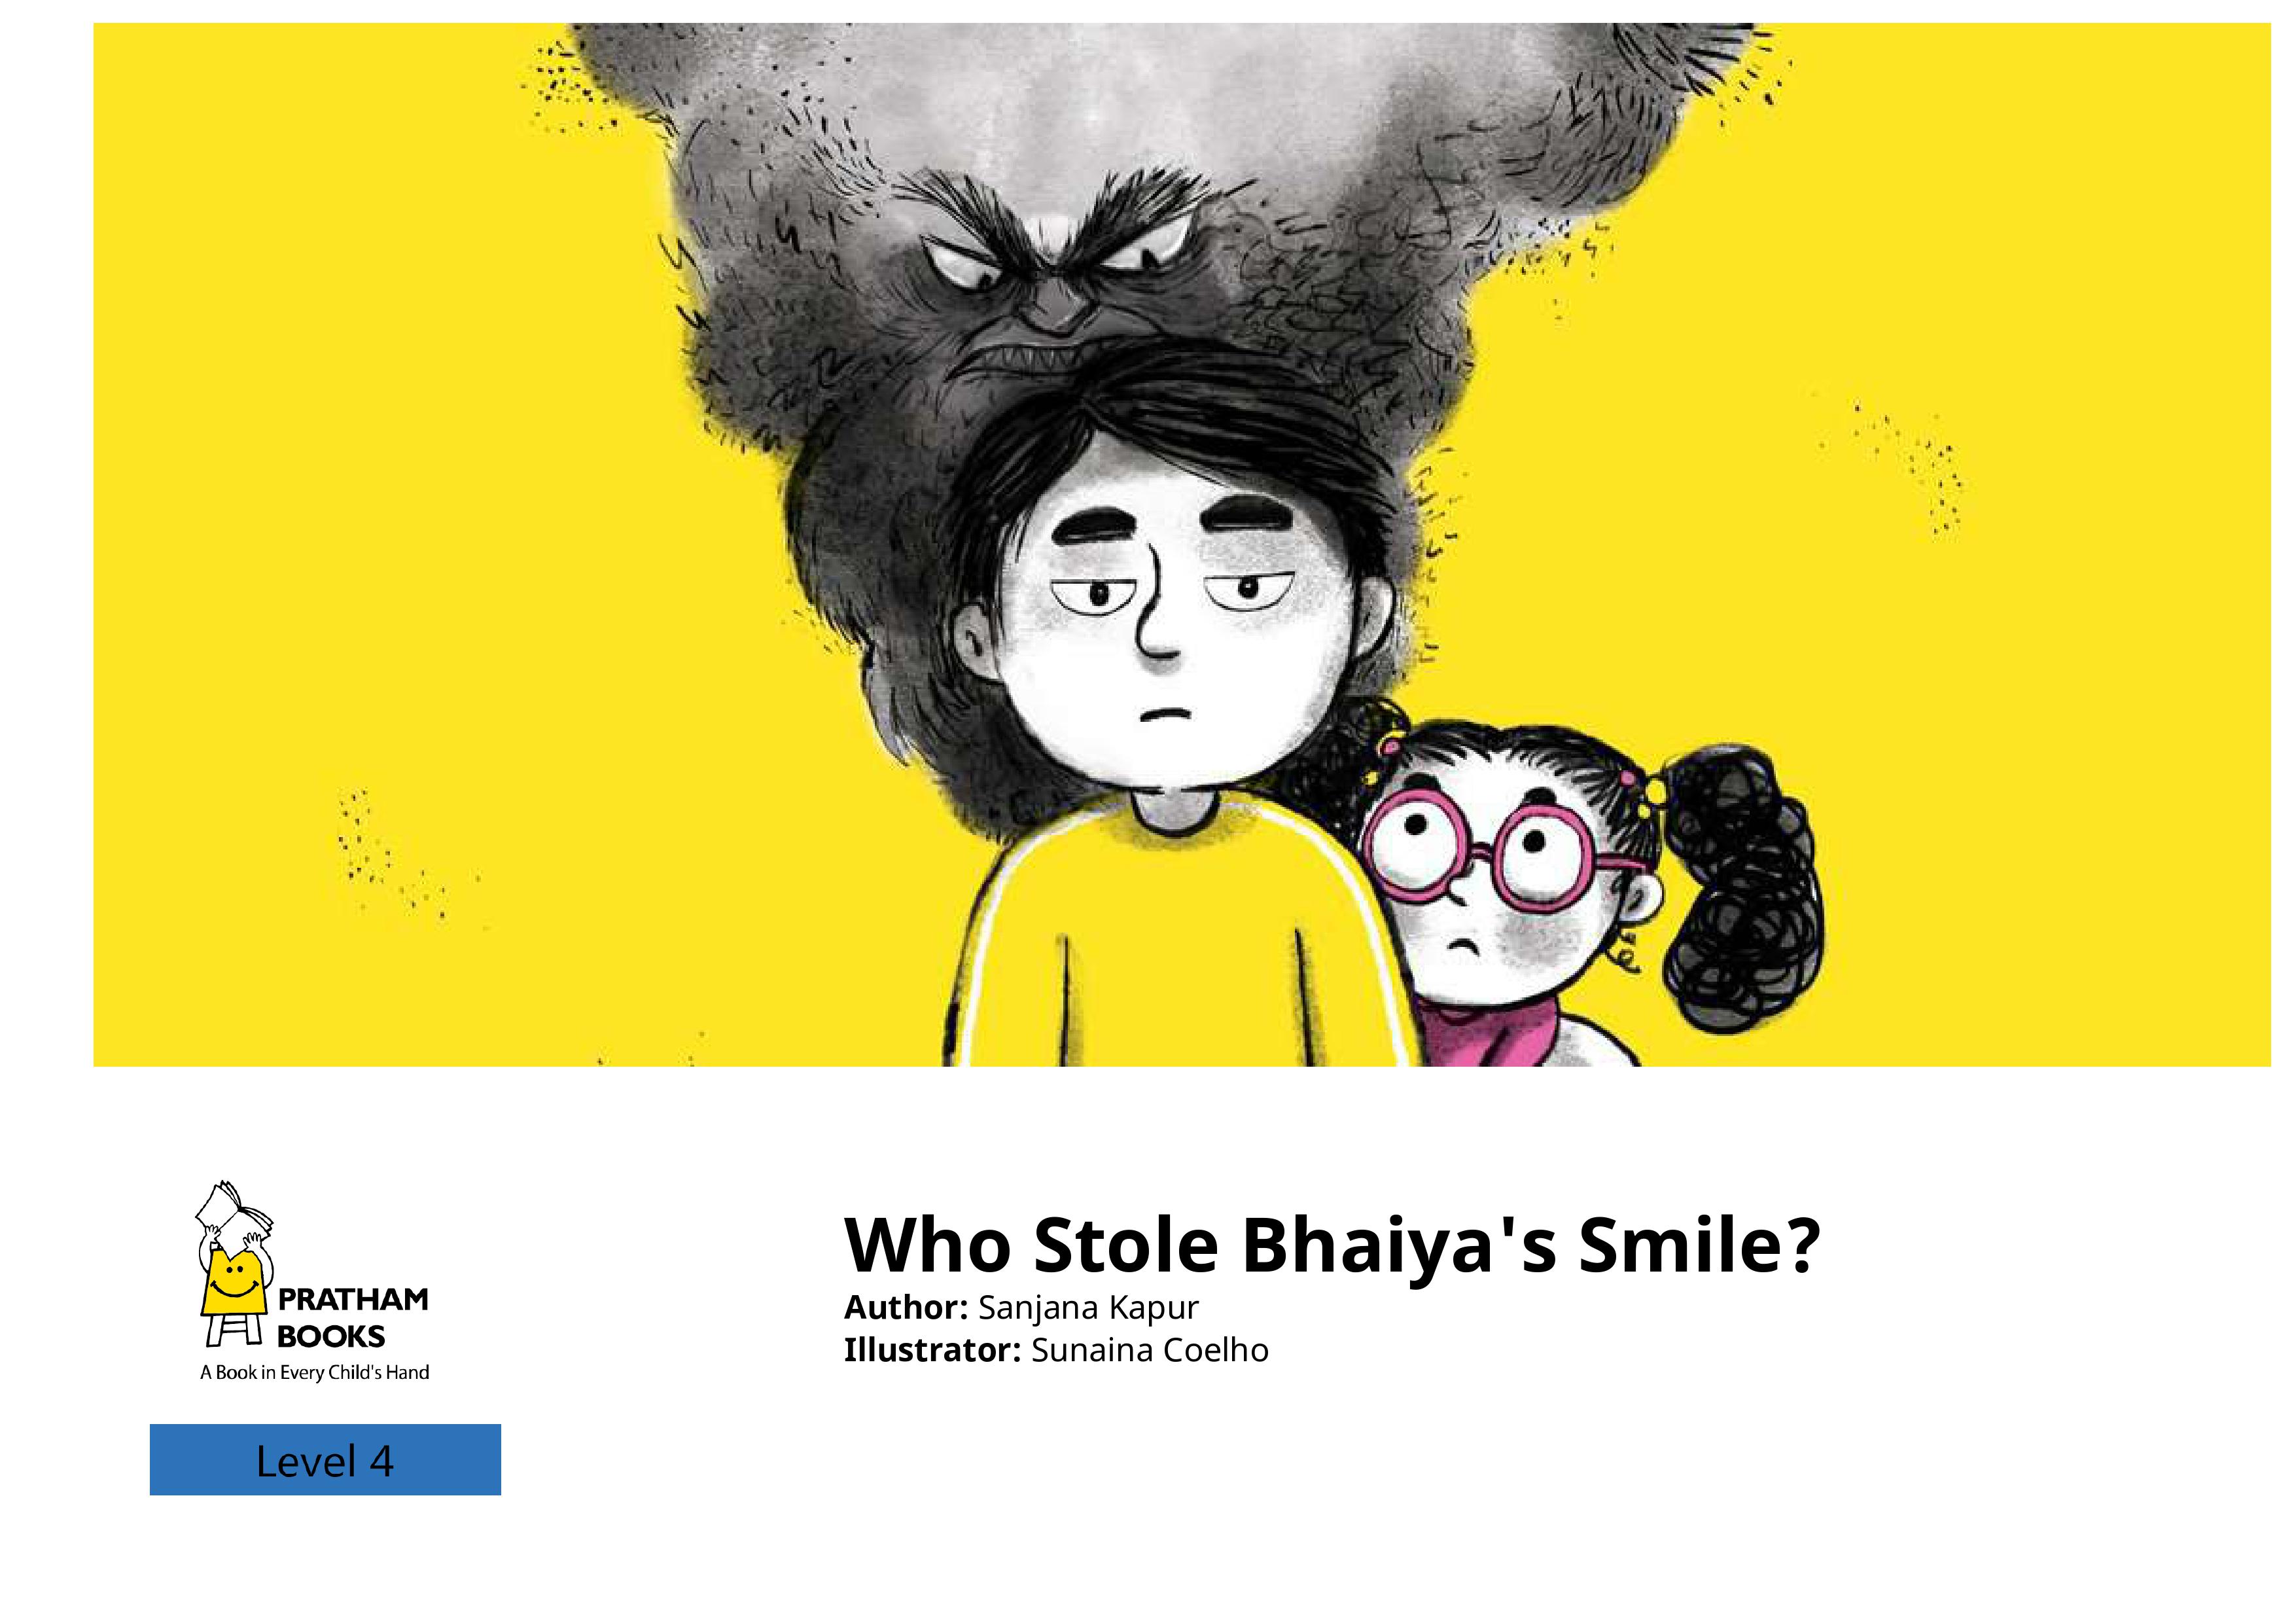 PRATHAM
BOOKS
A Book in Every Child's Hand
Level 4
Who Stole Bhaiya's Smile?
Author: Sanjana Kapur
Illustrator: Sunaina Coelho